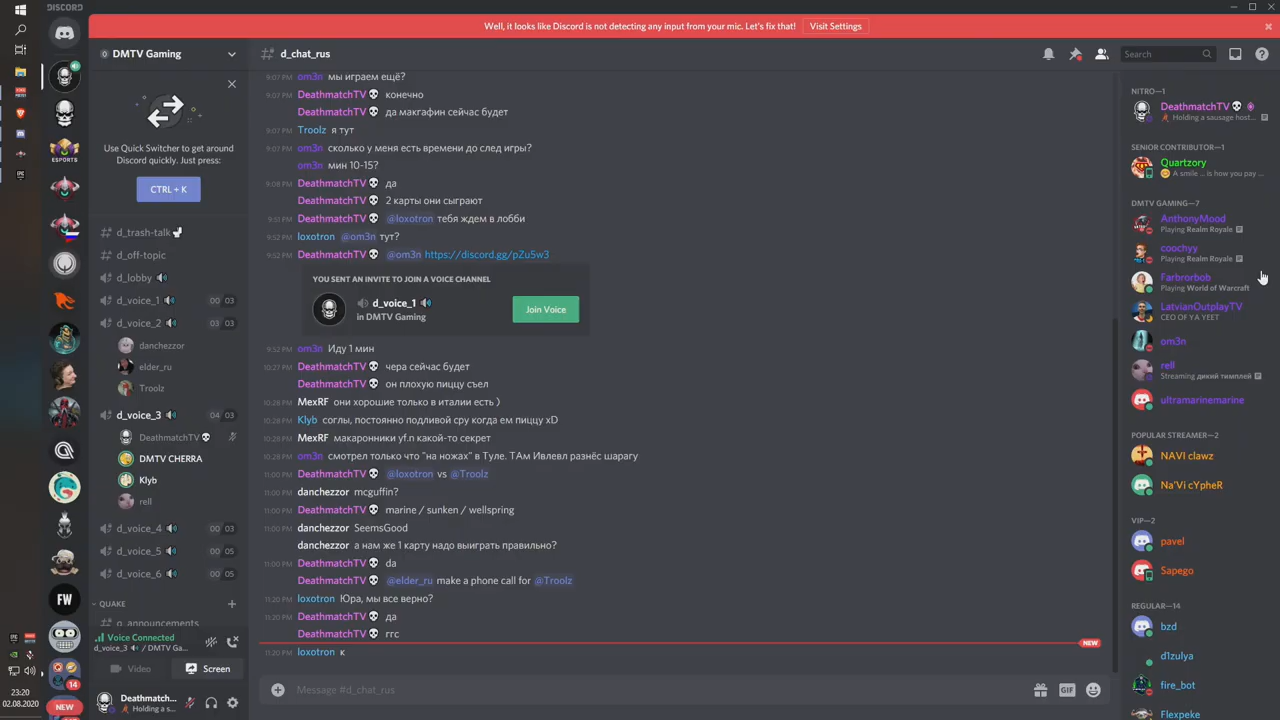 DISCORD
Well, it looks like Discord is not detecting any input from your mic. Let's fix that!
Visit Settings
DMTV Gaming
Use Quick Switcher to get around
Discord quickly. Just press:
CTRL + K
d_trash-talk
d_off-topic
d_lobby
d_voice_1 00 03
d_voice_2 03 03
danchezzor
elder_ru
Troolz
d_voice_3 04 03
DeathmatchTV
DMTV CHERRA
Klyb
rell
d_voice_4 00 03
d_voice_5 00 05
d_voice_6 00 05
QUAKE
q_announcements
Voice Connected
d_voice_3 / DMTV Ga...
Video
Screen
Deathmatc...
Holding a s...
ESPORTS
FW
14
NEW
23:20
02.08.2020
# d_chat_rus
Search
9:07 PM om3n мы играем ещё?
9:07 PM DeathmatchTV конечно
DeathmatchTV да макгафин сейчас будет
9:07 PM Troolz я тут
9:07 PM om3n сколько у меня есть времени до след игры?
om3n мин 10-15?
9:08 PM DeathmatchTV да
DeathmatchTV 2 карты они сыграют
9:51 PM DeathmatchTV @loxotron тебя ждем в лобби
9:52 PM loxotron @om3n тут?
9:52 PM DeathmatchTV @om3n https://discord.gg/pZu5w3
YOU SENT AN INVITE TO JOIN A VOICE CHANNEL
d_voice_1
in DMTV Gaming
Join Voice
9:52 PM om3n Иду 1 мин
10:27 PM DeathmatchTV чера сейчас будет
DeathmatchTV он плохую пиццу съел
10:28 PM MexRF они хорошие только в италии есть )
10:28 PM Klyb соглы, постоянно подливой сру когда ем пиццу xD
10:28 PM MexRF макаронники yf.n какой-то секрет
10:28 PM om3n смотрел только что "на ножах" в Туле. ТАм Ивлевл разнёс шарагу
11:00 PM DeathmatchTV @loxotron vs @Troolz
11:00 PM danchezzor mcguffin?
11:00 PM DeathmatchTV marine / sunken / wellspring
11:00 PM danchezzor SeemsGood
danchezzor а нам же 1 карту надо выиграть правильно?
11:00 PM DeathmatchTV da
DeathmatchTV @elder_ru make a phone call for @Troolz
11:20 PM loxotron Юра, мы все верно?
11:20 PM DeathmatchTV да
DeathmatchTV ггс
NEW
11:20 PM loxotron к
Message #d_chat_rus
GIF
NITRO—1
DeathmatchTV
Holding a sausage host...
SENIOR CONTRIBUTOR—1
Quartzory
A smile .. is how you pay ...
DMTV GAMING—7
AnthonyMood
Playing Realm Royale
coochyy
Playing Realm Royale
Farbrorbob
Playing World of Warcraft
LatvianOutplayTV
CEO OF YA YEET
om3n
rell
Streaming дикий тимплей
ultramarinemarine
POPULAR STREAMER—2
NAVI clawz
Na'Vi cYpheR
VIP—2
pavel
Sapego
REGULAR—14
bzd
d1zulya
fire_bot
Flexpeke